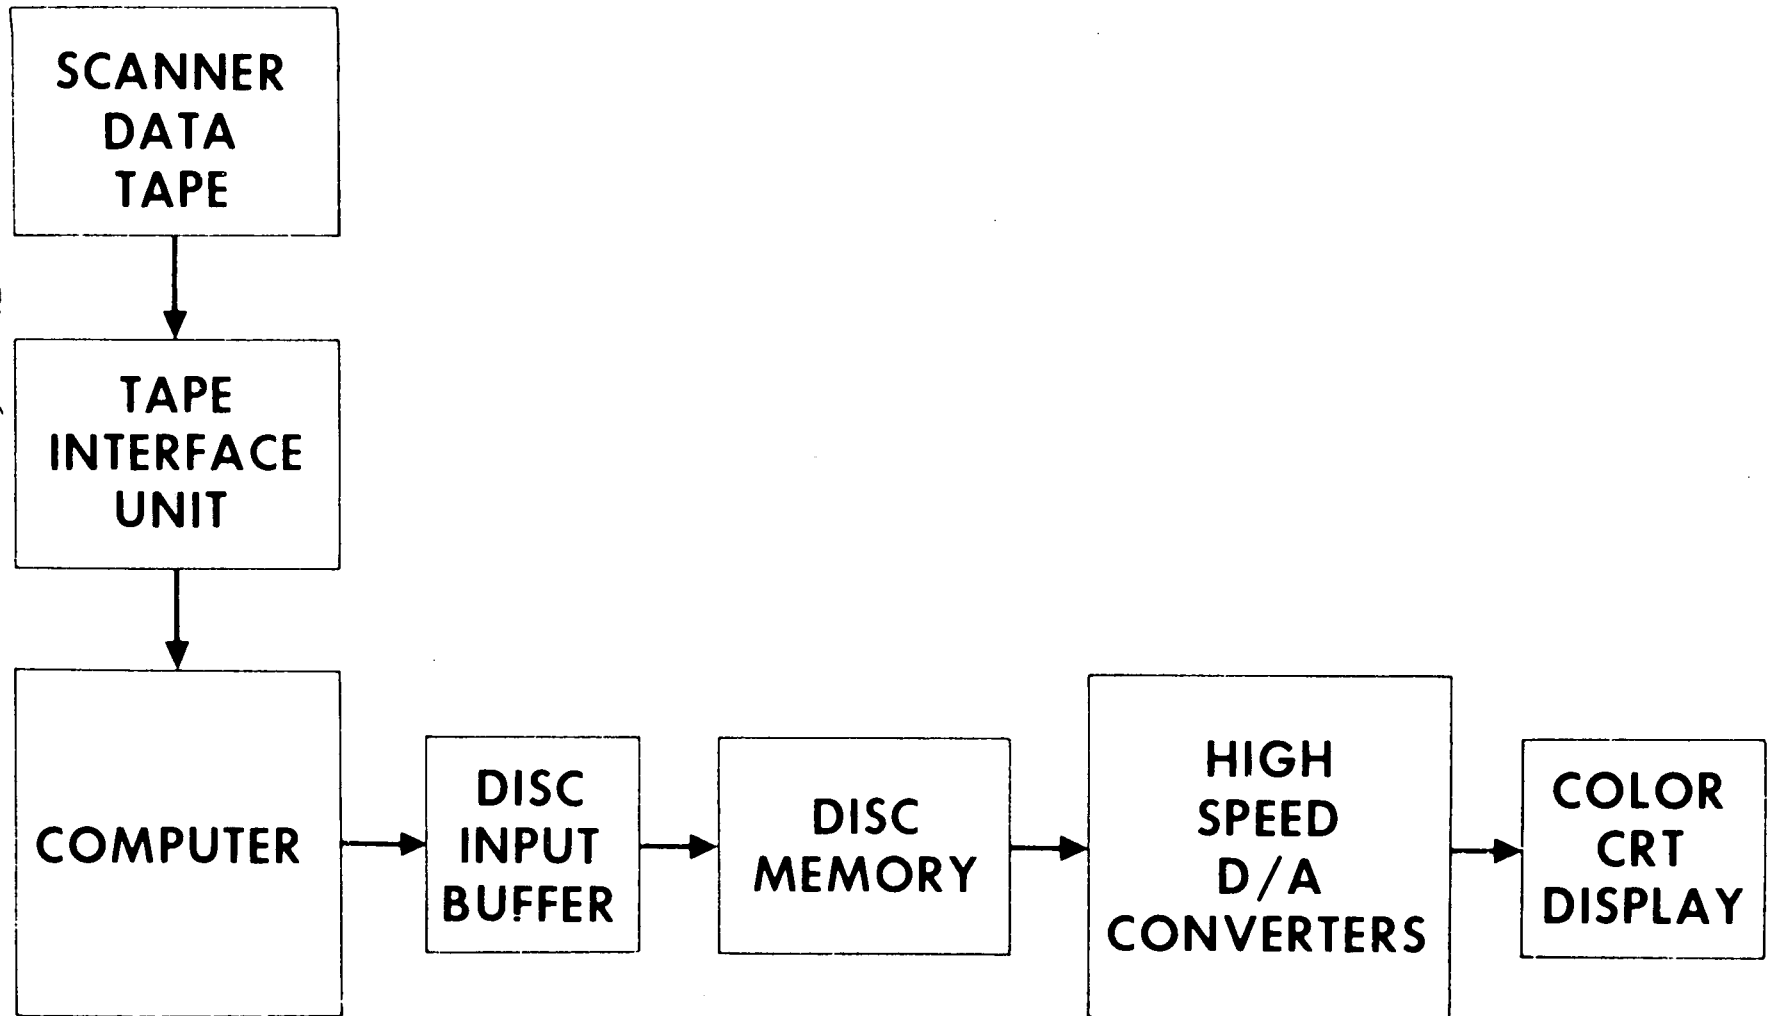 SCANNER
DATA
TAPE
TAPE
INTERFACE
UNIT
COMPUTER
DISC
INPUT
BUFFER
DISC
MEMORY
HIGH
SPEED
D/A
CONVERTERS
COLOR
CRT
DISPLAY